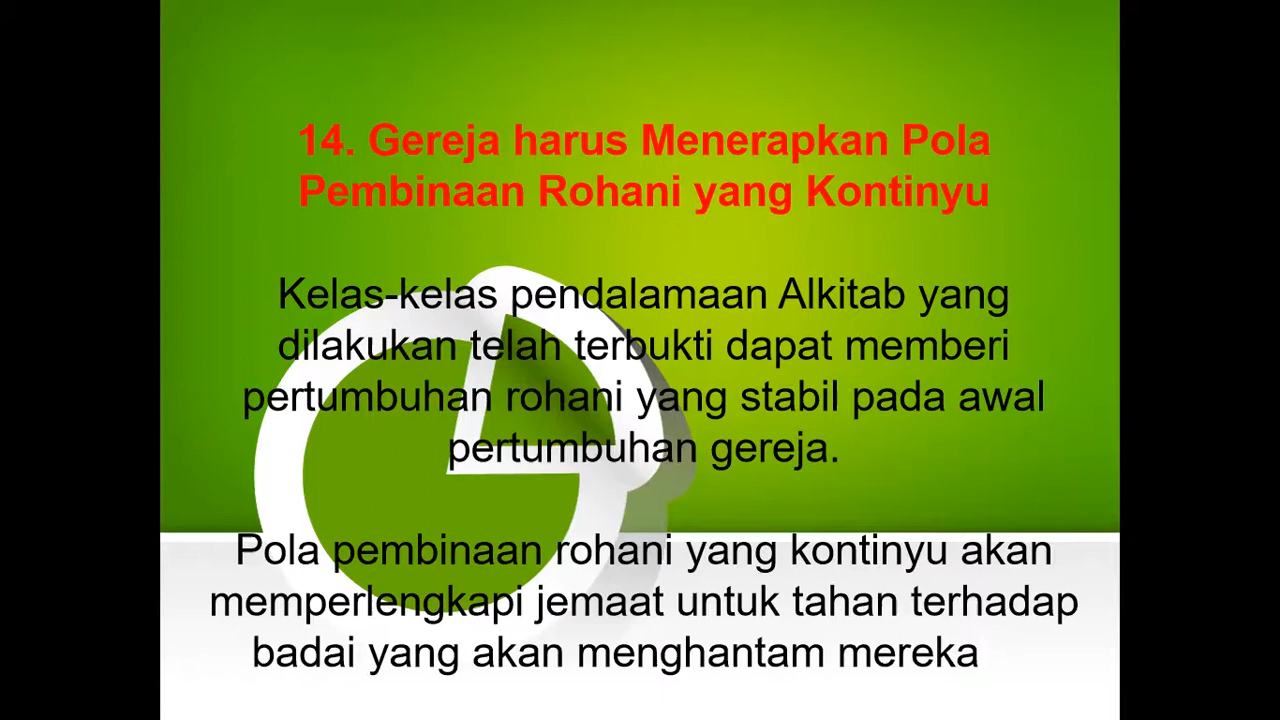 14. Gereja harus Menerapkan Pola
Pembinaan Rohani yang Kontinyu
Kelas-kelas pendalamaan Alkitab yang
dilakukan telah terbukti dapat memberi
pertumbuhan rohani yang stabil pada awal
pertumbuhan gereja.
Pola pembinaan rohani yang kontinyu akan
memperlengkapi jemaat untuk tahan terhadap
badai yang akan menghantam mereka